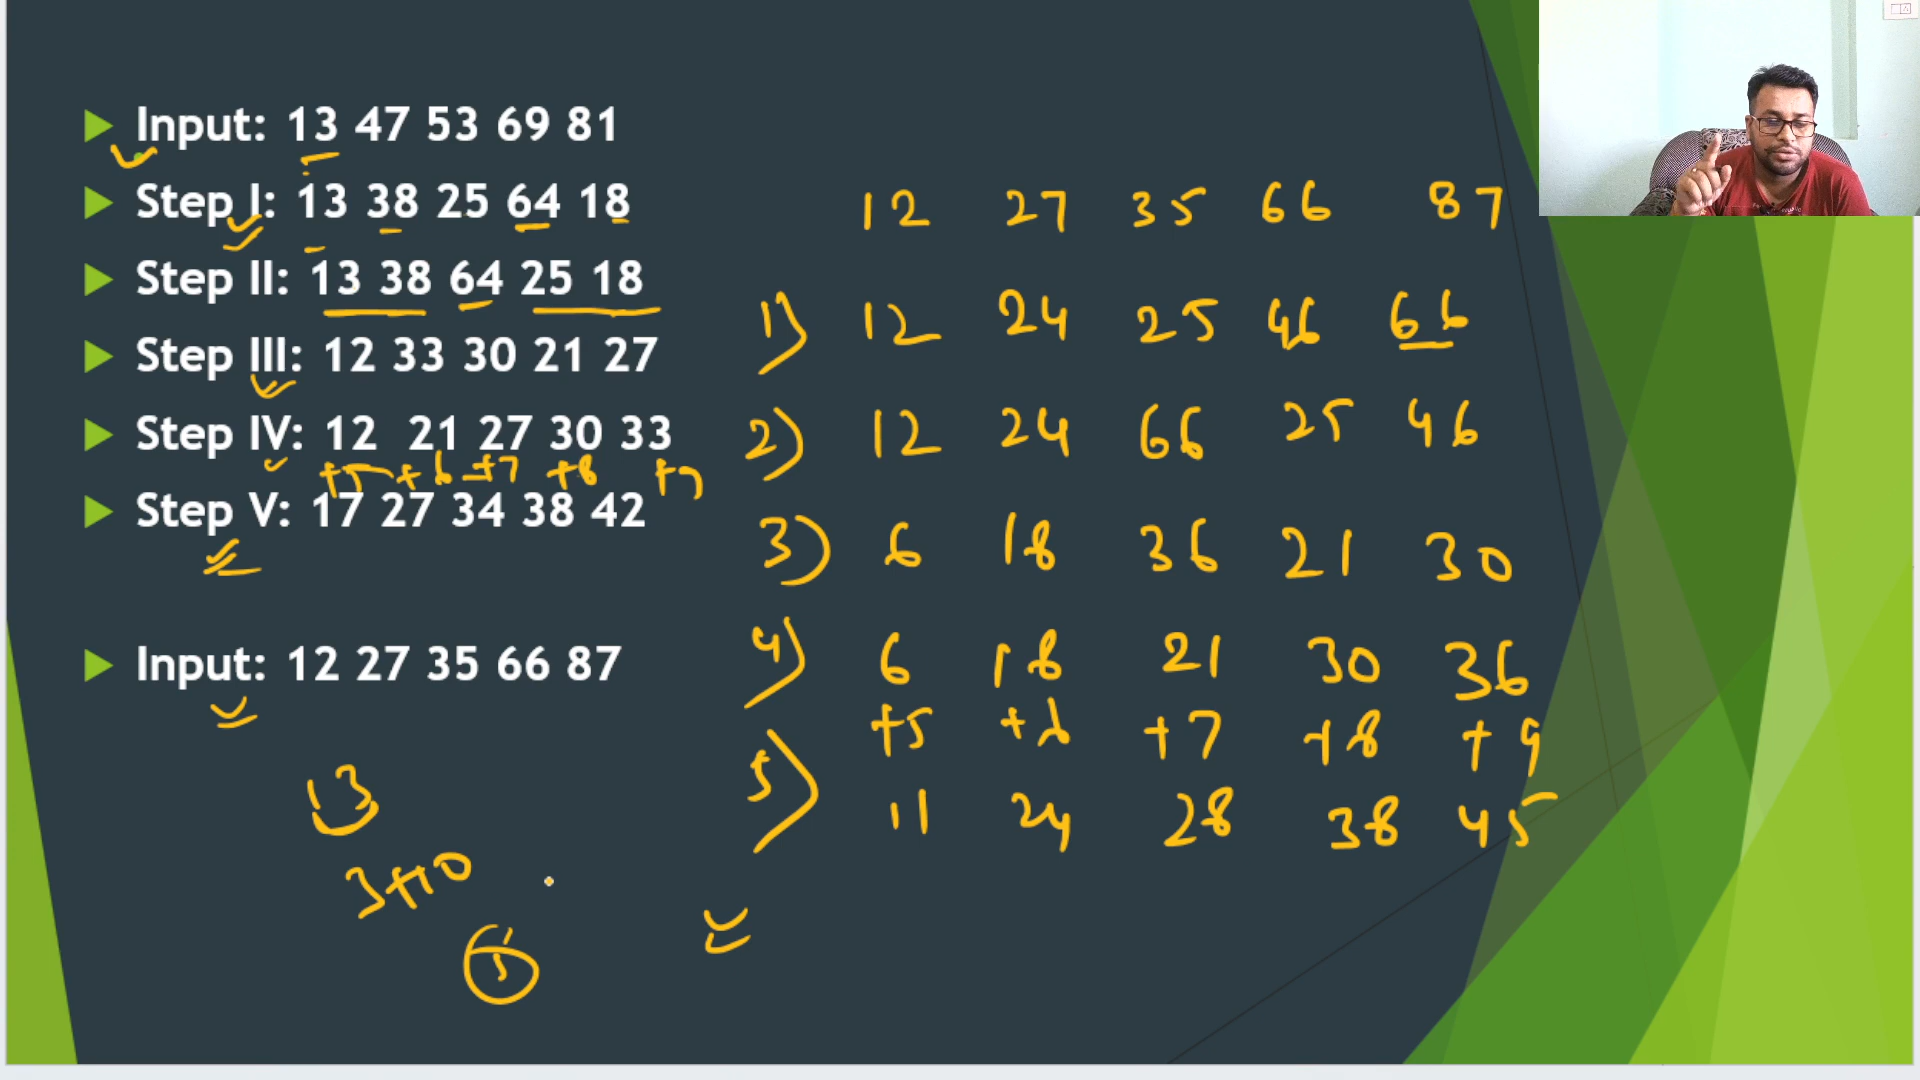 Input: 13 47 53 69 81
Step I: 13 38 25 64 18
Step II: 13 38 64 25 18
Step III: 12 33 30 21 27
Step IV: 12 21 27 30 33
+5 +6 +7 +8 +9
Step V: 17 27 34 38 42
Input: 12 27 35 66 87
13
3+10
12 27 35 66 87
1) 12 24 25 46 66
2) 12 24 66 25 46
3) 6 18 36 21 30
4) 6 18 21 30 36
+5 +6 +7 +8 +9
5) 11 24 28 38 45